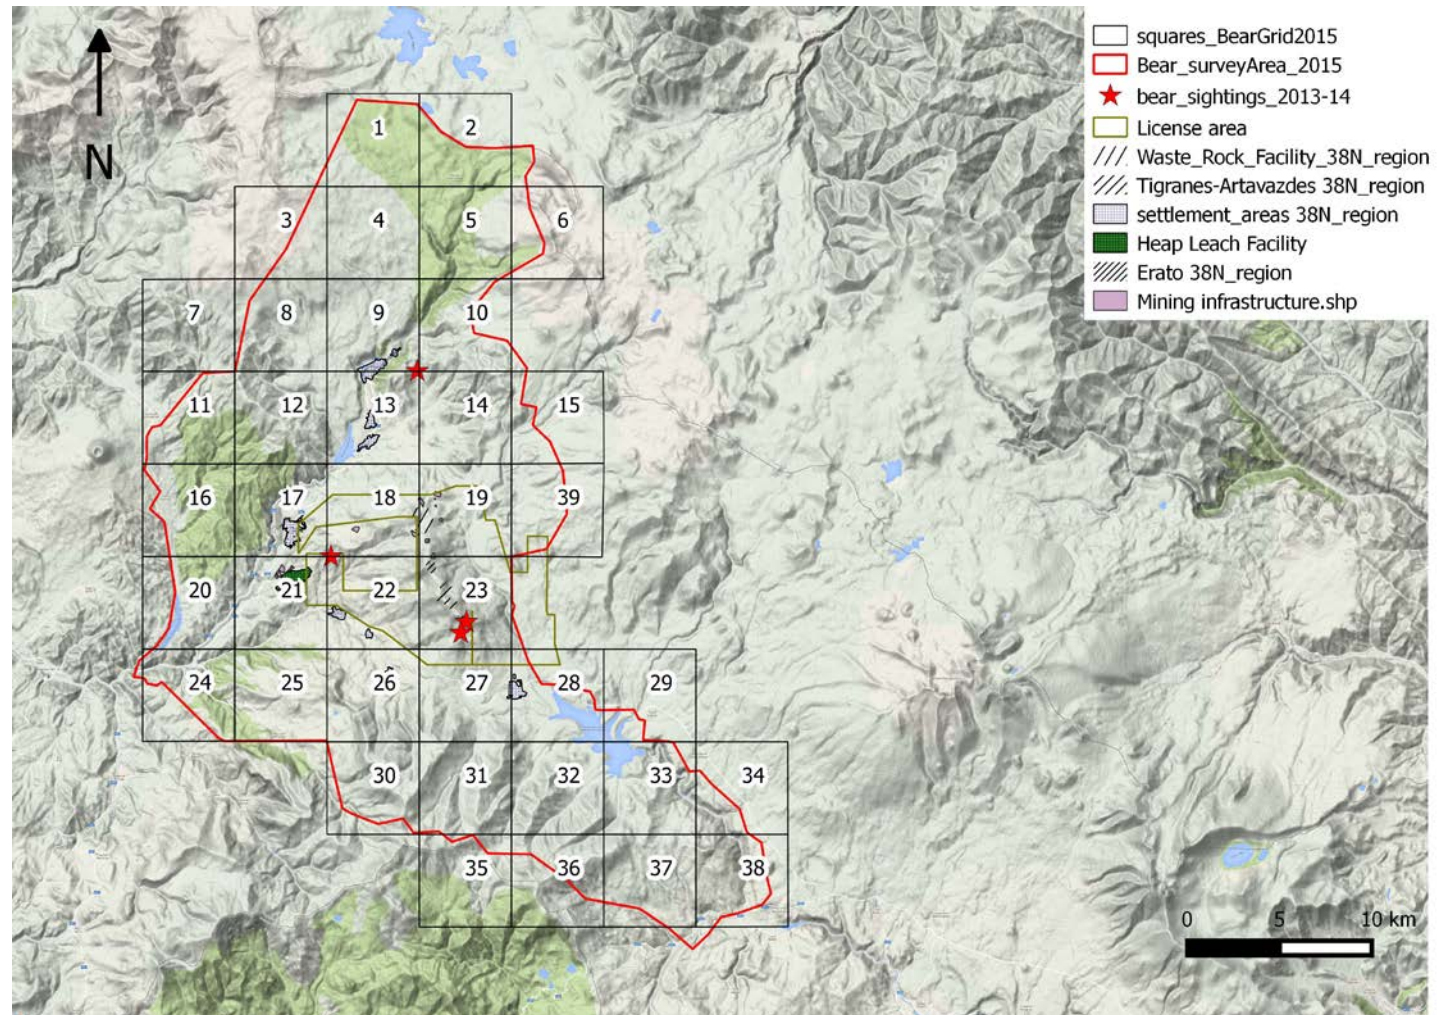 squares_BearGrid2015
Bear_surveyArea_2015
bear_sightings_2013-14
License area
Waste_Rock_Facility_38N_region
Tigranes-Artavazdes 38N_region
settlement_areas 38N_region
Heap Leach Facility
Erato 38N_region
Mining infrastructure.shp
N
1 2
3 4 5 6
7 8 9 10
11 12 13 14 15
16 17 18 19 39
20 21 22 23
24 25 26 27 28 29
30 31 32 33 34
35 36 37 38
0 5 10 km